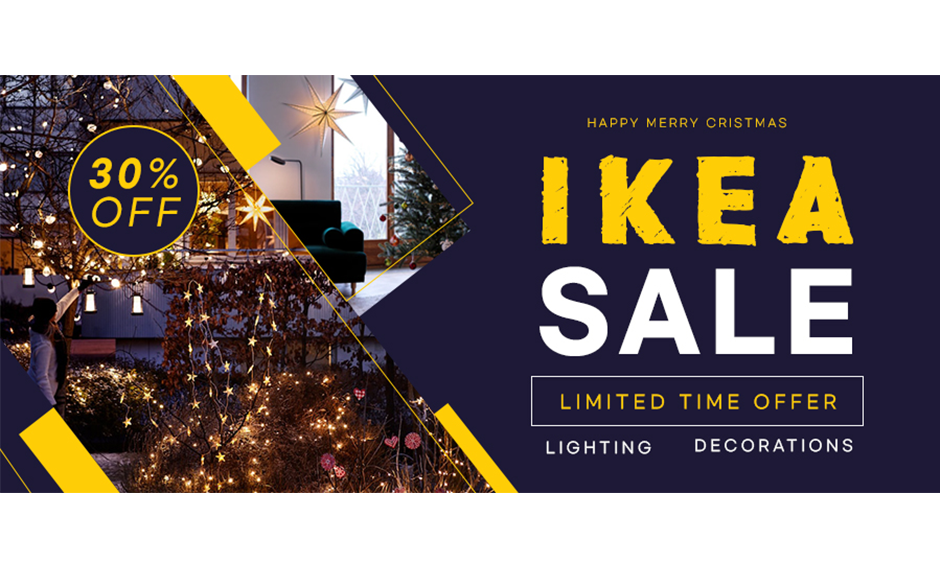 30%
OFF
HAPPY MERRY CRISTMAS
IKEA
SALE
LIMITED TIME OFFER
LIGHTING DECORATIONS